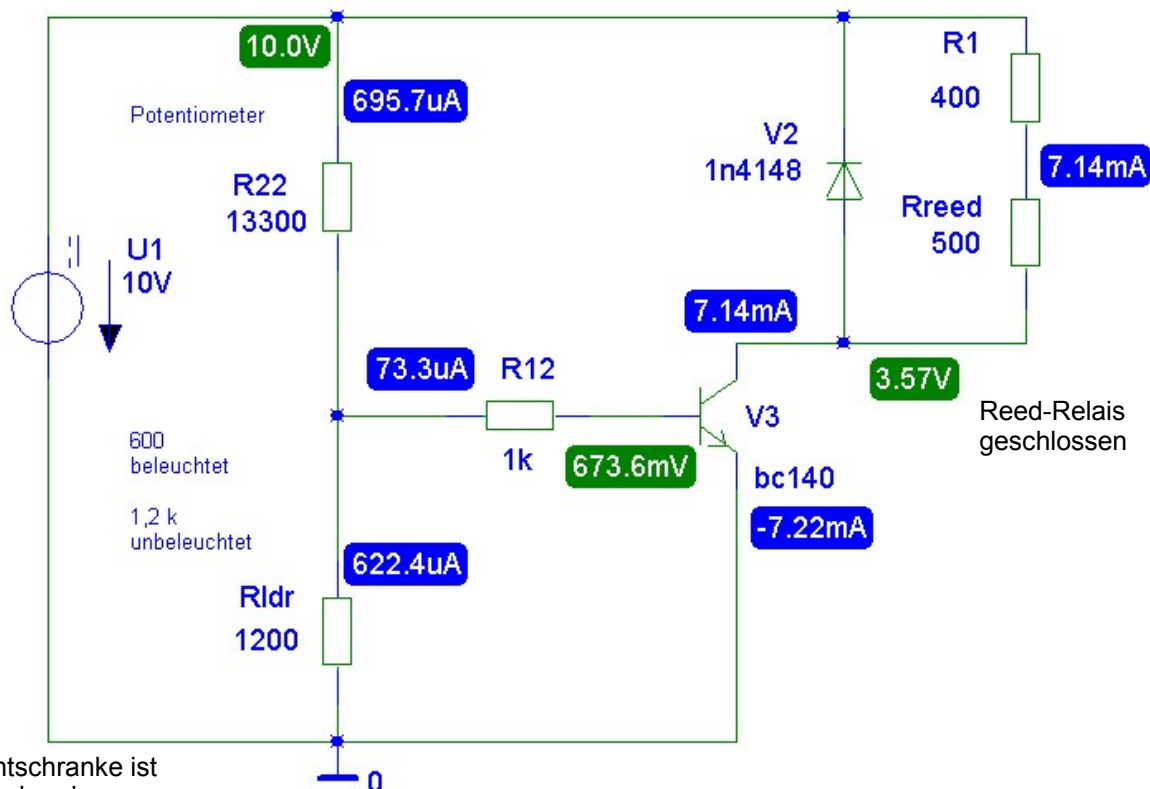 10.0V
R1
400
695.7uA
Potentiometer
V2
1n4148
7.14mA
R22
13300
Rreed
500
U1
10V
7.14mA
73.3uA
R12
3.57V
Reed-Relais
geschlossen
V3
1k
673.6mV
600
beleuchtet
bc140
1,2 k
unbeleuchtet
-7.22mA
622.4uA
Rldr
1200
ist
0